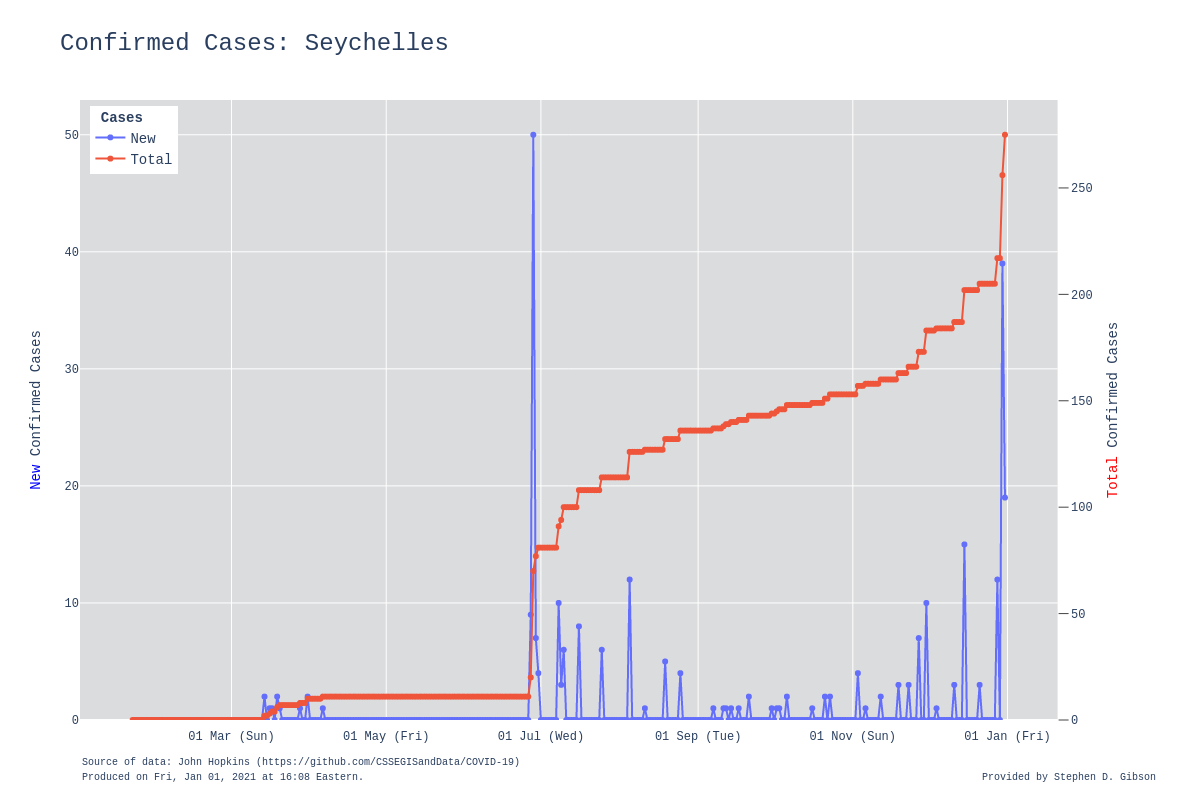 Confirmed Cases: Seychelles
Cases
New
Total
50
40
30
20
10
0
New Confirmed Cases
250
200
150
100
50
0
Total Confirmed Cases
01 Mar (Sun) 01 May (Fri) 01 Jul (Wed) 01 Sep (Tue) 01 Nov (Sun) 01 Jan (Fri)
Source of data: John Hopkins (https://github.com/CSSEGISandData/COVID-19)
Produced on Fri, Jan 01, 2021 at 16:08 Eastern.
Provided by Stephen D. Gibson